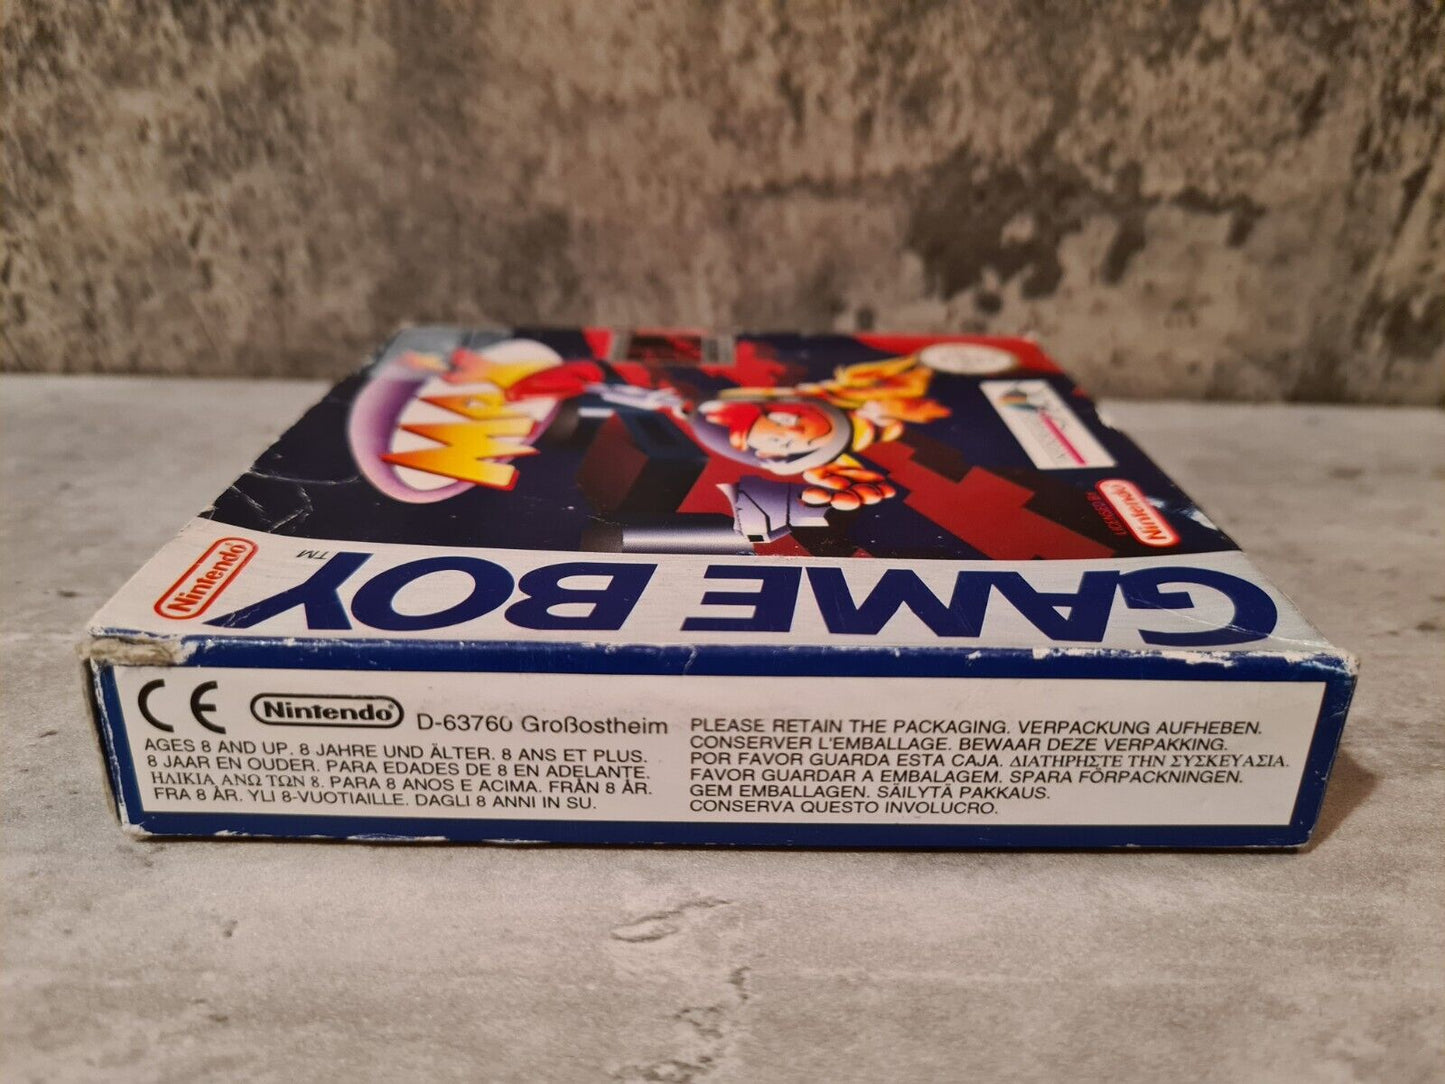 Nintendo
LICENSED BY
Nintendo
GAME BOY™
CE
Nintendo
D-63760 Großostheim
AGES 8 AND UP. 8 JAHRE UND ÄLTER. 8 ANS ET PLUS.
8 JAAR EN OUDER. PARA EDADES DE 8 EN ADELANTE.
ΗΛΙΚΙΑ ΑΝΩ ΤΩΝ 8. PARA 8 ANOS E ACIMA. FRÅN 8 ÅR.
FRA 8 ÅR. YLI 8-VUOTIAILLE. DAGLI 8 ANNI IN SU.
PLEASE RETAIN THE PACKAGING. VERPACKUNG AUFHEBEN.
CONSERVER L'EMBALLAGE. BEWAAR DEZE VERPAKKING.
POR FAVOR GUARDA ESTA CAJA. ΔΙΑΤΗΡΗΣΤΕ ΤΗΝ ΣΥΣΚΕΥΑΣΙΑ.
FAVOR GUARDAR A EMBALAGEM. SPARA FÖRPACKNINGEN.
GEM EMBALLAGEN. SÄILYTÄ PAKKAUS.
CONSERVA QUESTO INVOLUCRO.